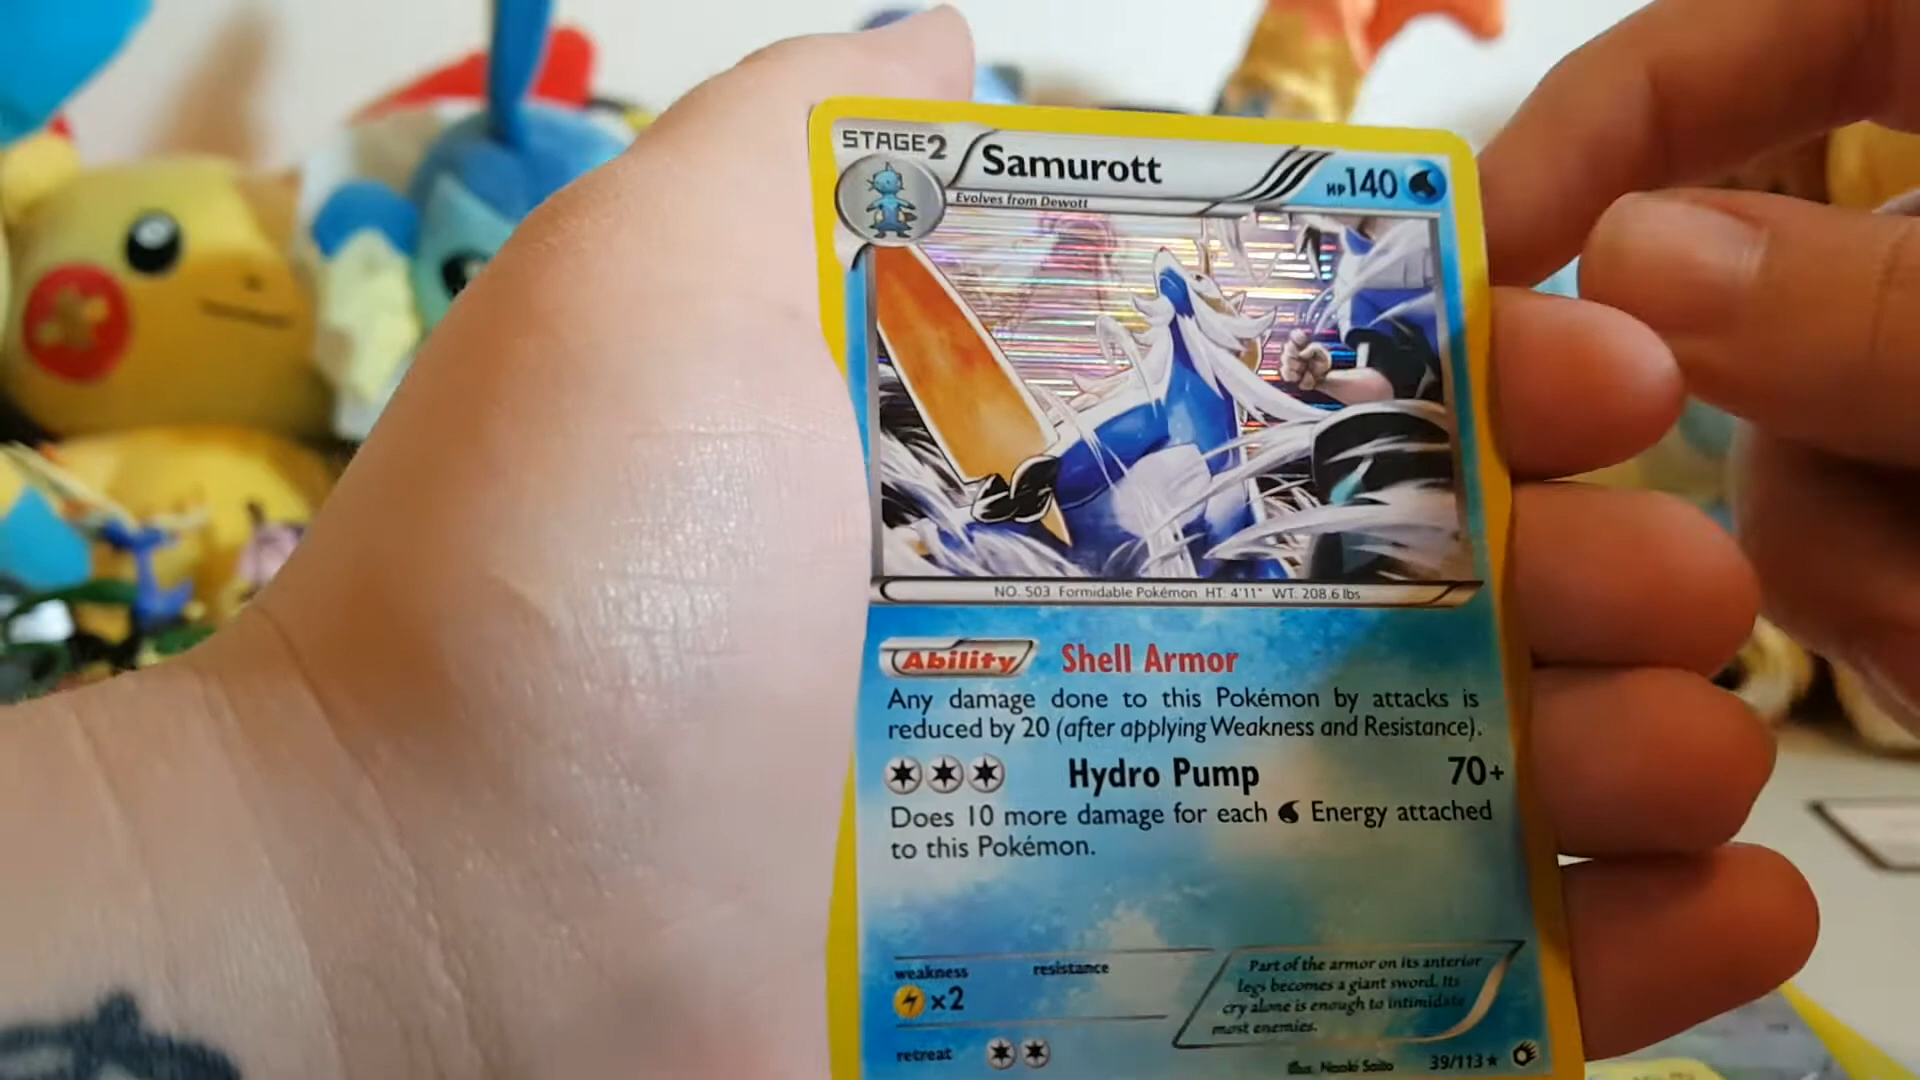 STAGE2
Samurott
HP140
Evolves from Dewott
NO. 503 Formidable Pokémon HT: 4'11" WT: 208.6 lbs
Ability Shell Armor
Any damage done to this Pokémon by attacks is
reduced by 20 (after applying Weakness and Resistance).
Hydro Pump 70+
Does 10 more damage for each Energy attached
to this Pokémon.
weakness
resistance
×2
Part of the armor on its anterior
legs becomes a giant sword. Its
cry alone is enough to intimidate
most enemies.
retreat
Illus. Naoki Saito
39/113